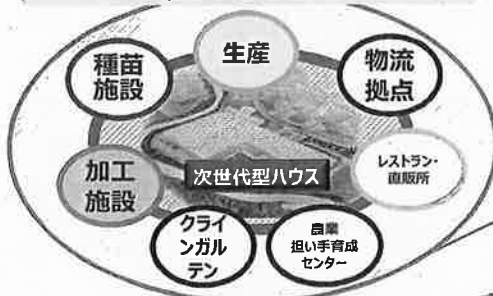 生産
種苗
施設
物流
拠点
加工
施設
次世代型ハウス
レストラン・
直販所
クライ
ンガル
テン
農業
担い手育成
センター